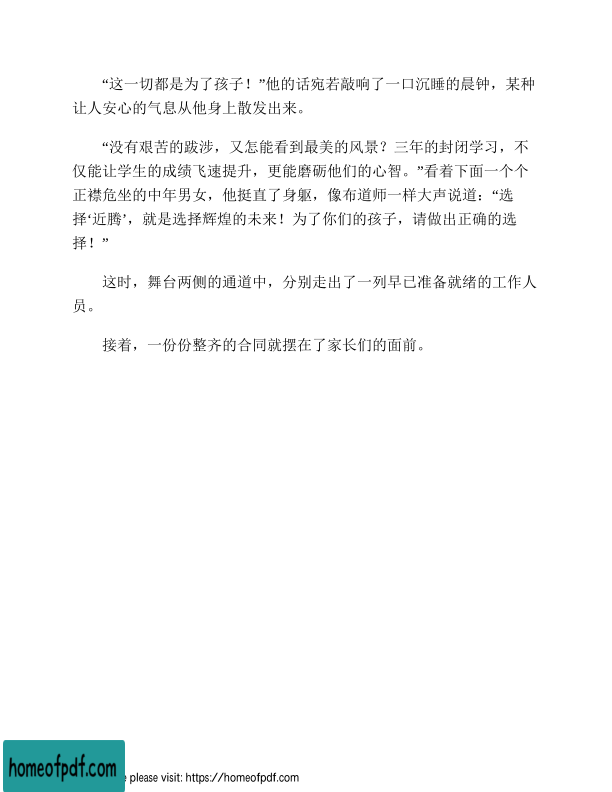 “这一切都是为了孩子！”他的话宛若敲响了一口沉睡的晨钟，某种
让人安心的气息从他身上散发出来。
“没有艰苦的跋涉，又怎能看到最美的风景？三年的封闭学习，不
仅能让学生的成绩飞速提升，更能磨砺他们的心智。”看着下面一个个
正襟危坐的中年男女，他挺直了身躯，像布道师一样大声说道：“选
择‘近腾’，就是选择辉煌的未来！为了你们的孩子，请做出正确的选
择！”
这时，舞台两侧的通道中，分别走出了一列早已准备就绪的工作人
员。
接着，一份份整齐的合同就摆在了家长们的面前。
homeofpdf.com
please visit: https://homeofpdf.com